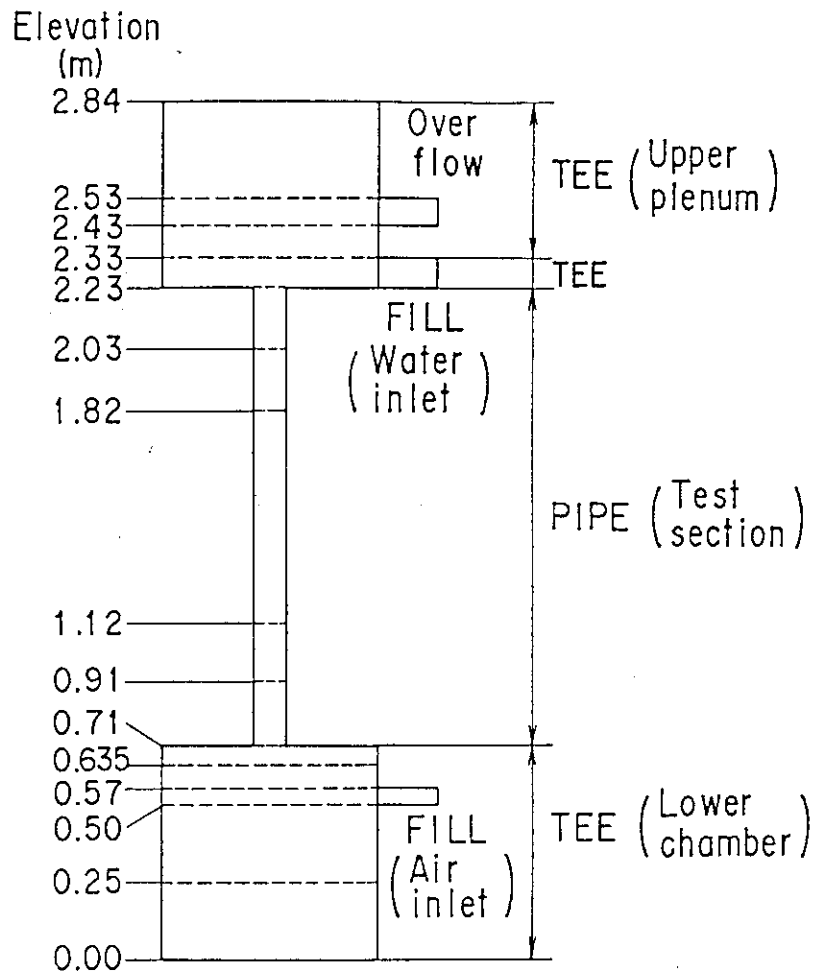 Elevation
(m)
2.84
Over
flow
TEE (Upper
plenum)
2.53
2.43
2.33
TEE
2.23
FILL
(Water
inlet)
2.03
1.82
PIPE (Test
section)
1.12
0.91
0.71
0.635
0.57
0.50
FILL
(Air
inlet)
TEE (Lower
chamber)
0.25
0.00